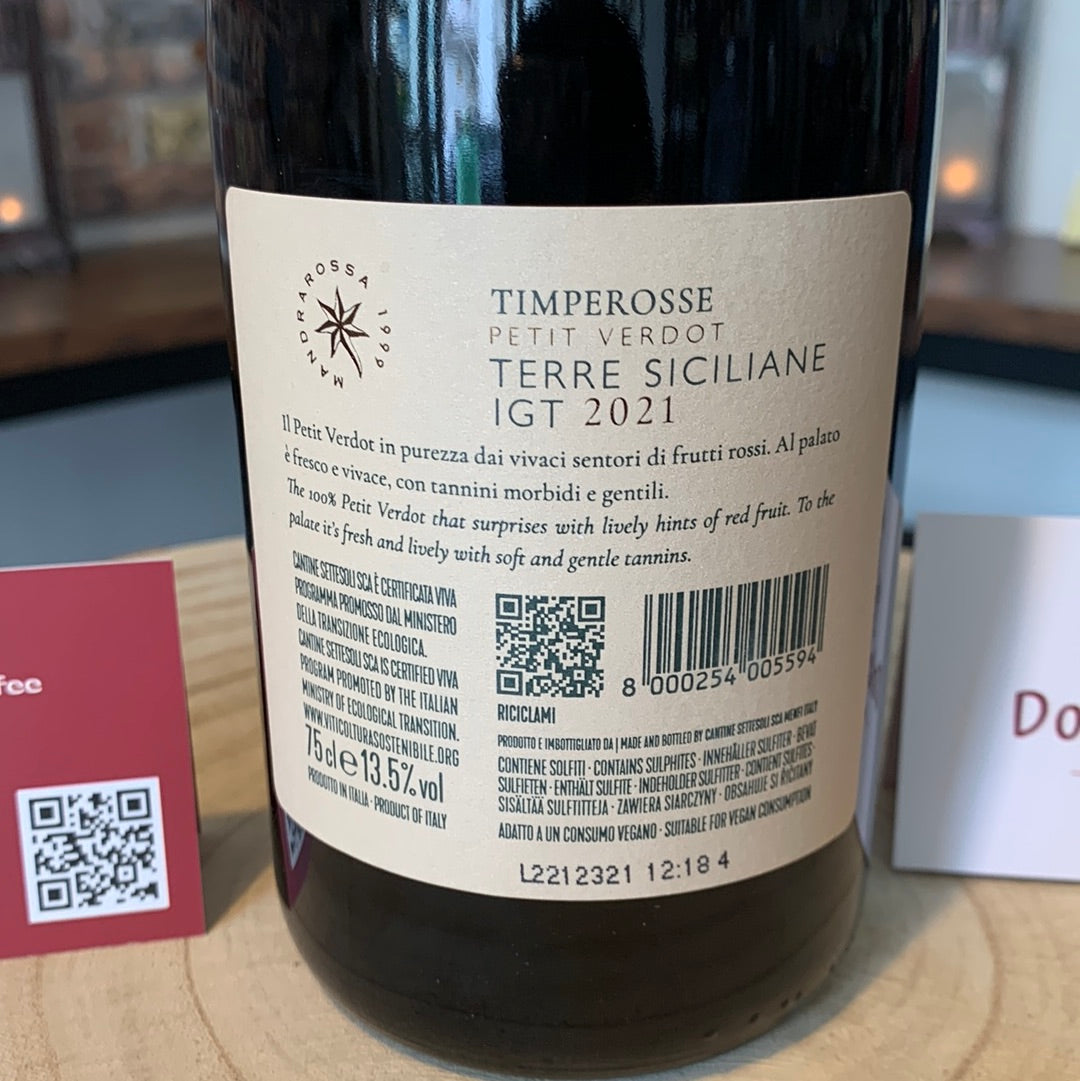 MANDRAROSSA 1999
TIMPEROSSE
PETIT VERDOT
TERRE SICILIANE
IGT 2021
Il Petit Verdot in purezza dai vivaci sentori di frutti rossi. Al palato
è fresco e vivace, con tannini morbidi e gentili.
The 100% Petit Verdot that surprises with lively hints of red fruit. To the
palate it's fresh and lively with soft and gentle tannins.
CANTINE SETTESOLI SCA È CERTIFICATA VIVA
PROGRAMMA PROMOSSO DAL MINISTERO
DELLA TRANSIZIONE ECOLOGICA.
CANTINE SETTESOLI SCA IS CERTIFIED VIVA
PROGRAM PROMOTED BY THE ITALIAN
MINISTRY OF ECOLOGICAL TRANSITION.
WWW.VITICOLTURASOSTENIBILE.ORG
75 cl e 13.5% vol
PRODOTTO IN ITALIA · PRODUCT OF ITALY
8 000254 005594
RICICLAMI
PRODOTTO E IMBOTTIGLIATO DA | MADE AND BOTTLED BY CANTINE SETTESOLI SCA MENFI ITALY
CONTIENE SOLFITI · CONTAINS SULPHITES · INNEHÅLLER SULFITER · BEVAT
SULFIETEN · ENTHÄLT SULFITE · INDEHOLDER SULFITTER · CONTIENT SULFITES ·
SISÄLTÄÄ SULFIITTEJA · ZAWIERA SIARCZYNY · OBSAHUJE SI
ADATTO A UN CONSUMO VEGANO · SUITABLE FOR VEGAN CONSUMPTION
L2212321 12:18 4
fee
Do